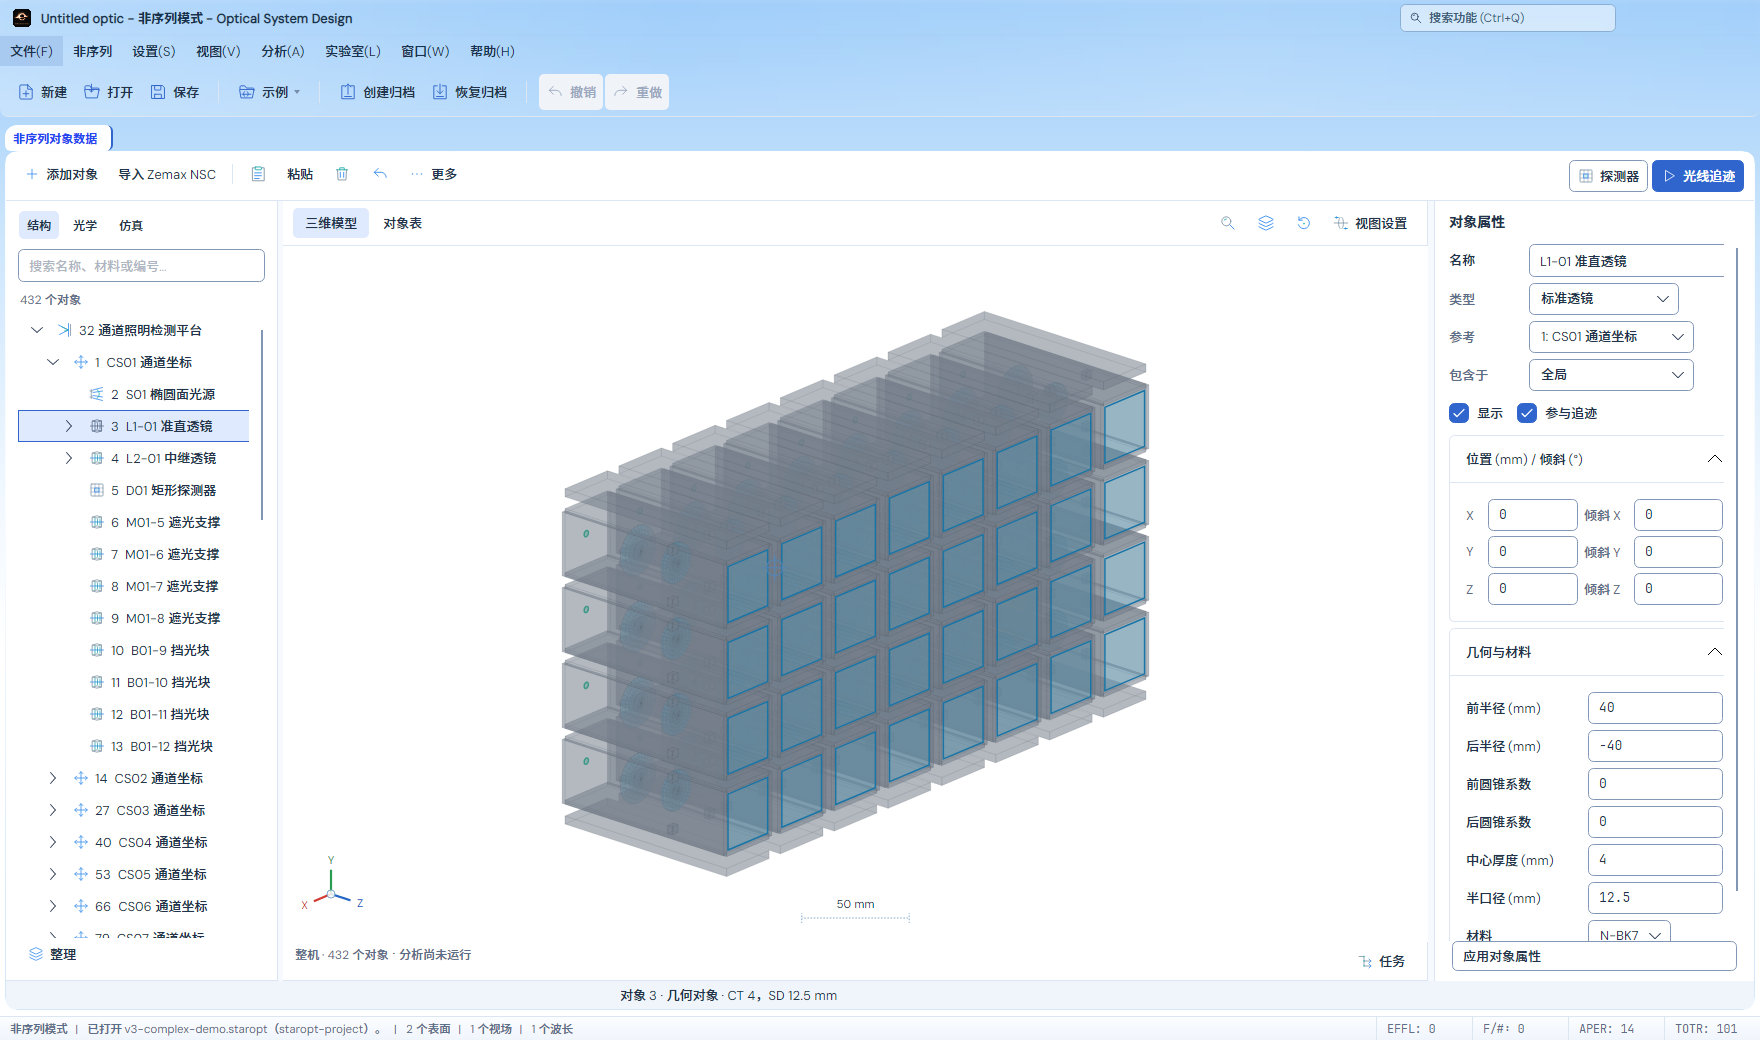 Untitled optic - 非序列模式 - Optical System Design
搜索功能 (Ctrl+Q)
文件(F) 非序列 设置(S) 视图(V) 分析(A) 实验室(L) 窗口(W) 帮助(H)
新建 打开 保存 示例 创建归档 恢复归档 撤销 重做
非序列对象数据
添加对象 导入 Zemax NSC 粘贴 ··· 更多 探测器 光线追迹
结构 光学 仿真
搜索名称、材料或编号...
432 个对象
32 通道照明检测平台
1 CS01 通道坐标
2 S01 椭圆面光源
3 L1-01 准直透镜
4 L2-01 中继透镜
5 D01 矩形探测器
6 M01-5 遮光支撑
7 M01-6 遮光支撑
8 M01-7 遮光支撑
9 M01-8 遮光支撑
10 B01-9 挡光块
11 B01-10 挡光块
12 B01-11 挡光块
13 B01-12 挡光块
14 CS02 通道坐标
27 CS03 通道坐标
40 CS04 通道坐标
53 CS05 通道坐标
66 CS06 通道坐标
79 CS07 通道坐标
整理
三维模型 对象表 视图设置
Y
X
Z
50 mm
整机 · 432 个对象 · 分析尚未运行
任务
对象属性
名称 L1-01 准直透镜
类型 标准透镜
参考 1: CS01 通道坐标
包含于 全局
显示 参与追迹
位置 (mm) / 倾斜 (°)
X 0 倾斜 X 0
Y 0 倾斜 Y 0
Z 0 倾斜 Z 0
几何与材料
前半径 (mm) 40
后半径 (mm) -40
前圆锥系数 0
后圆锥系数 0
中心厚度 (mm) 4
半口径 (mm) 12.5
材料 N-BK7
应用对象属性
对象 3 · 几何对象 · CT 4，SD 12.5 mm
非序列模式 | 已打开 v3-complex-demo.staropt（staropt-project）。 | 2 个表面 | 1 个视场 | 1 个波长
EFFL: 0 F/#: 0 APER: 14 TOTR: 101